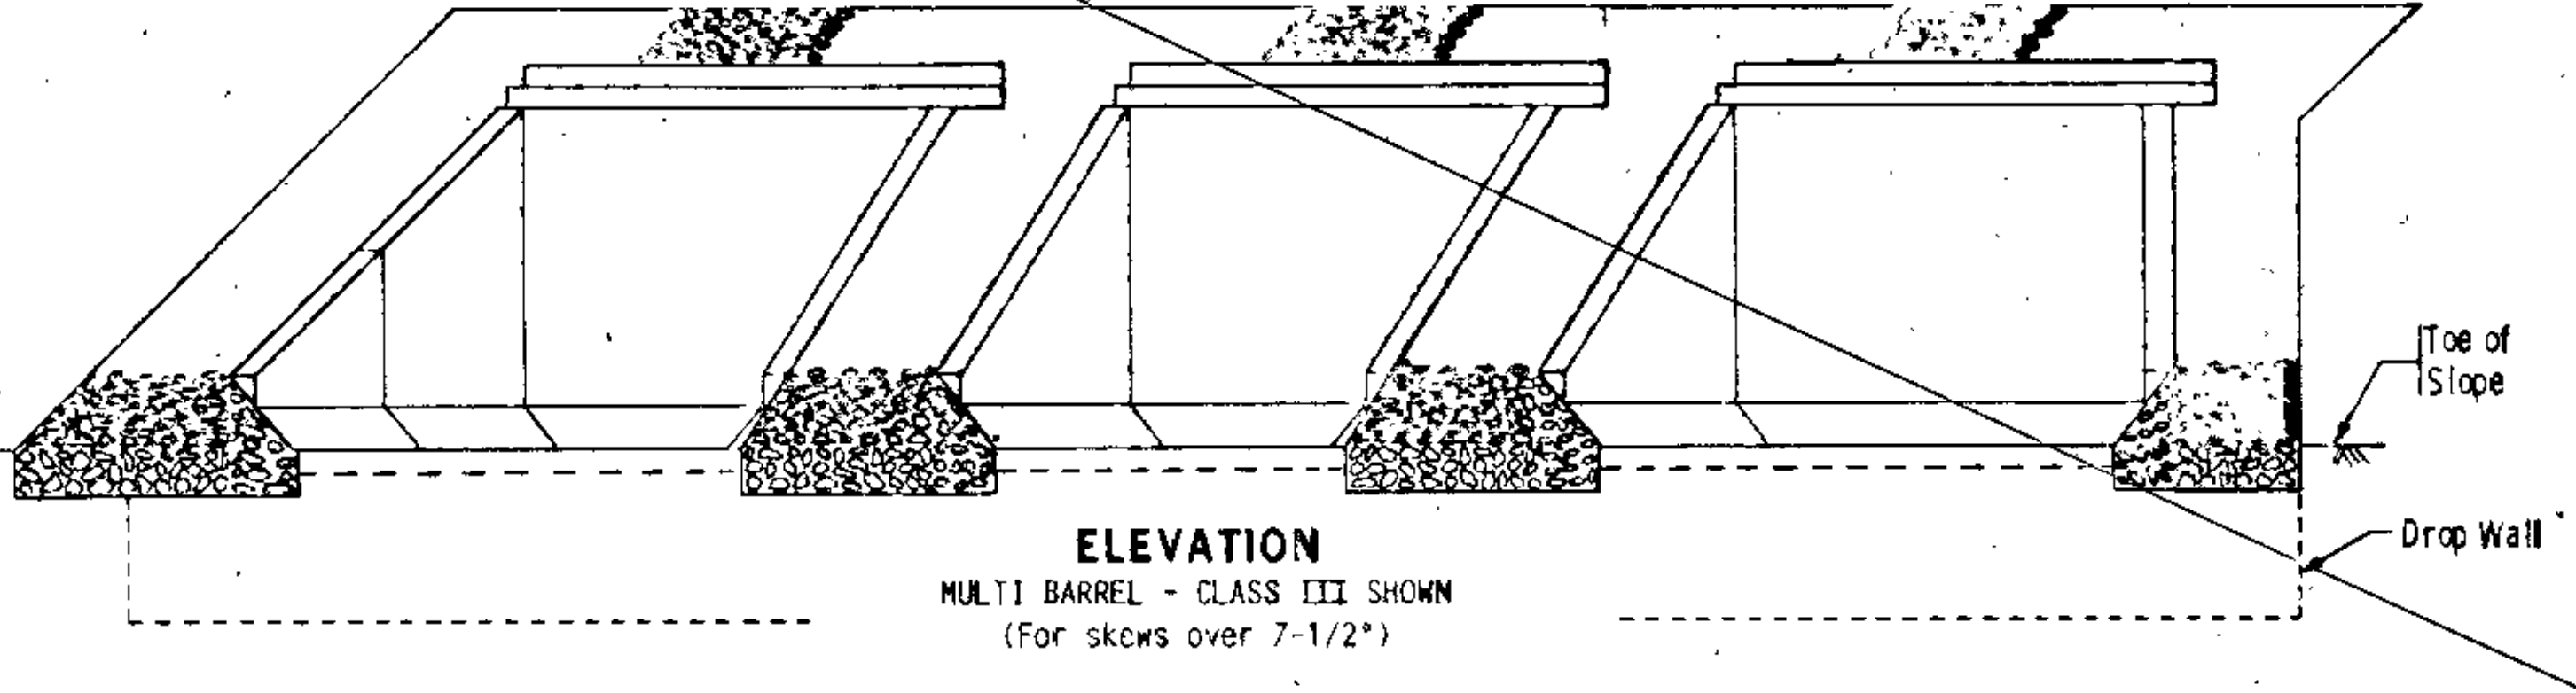 Toe of
Slope
Drop Wall
ELEVATION
MULTI BARREL - CLASS III SHOWN
(For skews over 7-1/2°)